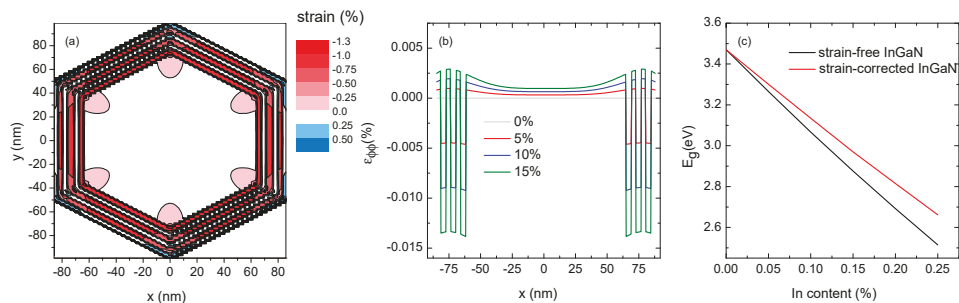 strain (%)
(a)
80
60
40
20
0
-20
-40
-60
-80
y (nm)
-80 -60 -40 -20 0 20 40 60 80
x (nm)
-1.3
-1.0
-0.75
-0.5
-0.25
0.0
0.25
0.50
(b)
0.005
0.000
-0.005
-0.010
-0.015
εϕϕ(%)
0%
5%
10%
15%
-75 -50 -25 0 25 50 75
x (nm)
(c)
3.6
3.4
3.2
3.0
2.8
2.6
2.4
Eg(eV)
strain-free InGaN
strain-corrected InGaN
0.00 0.05 0.10 0.15 0.20 0.25
In content (%)